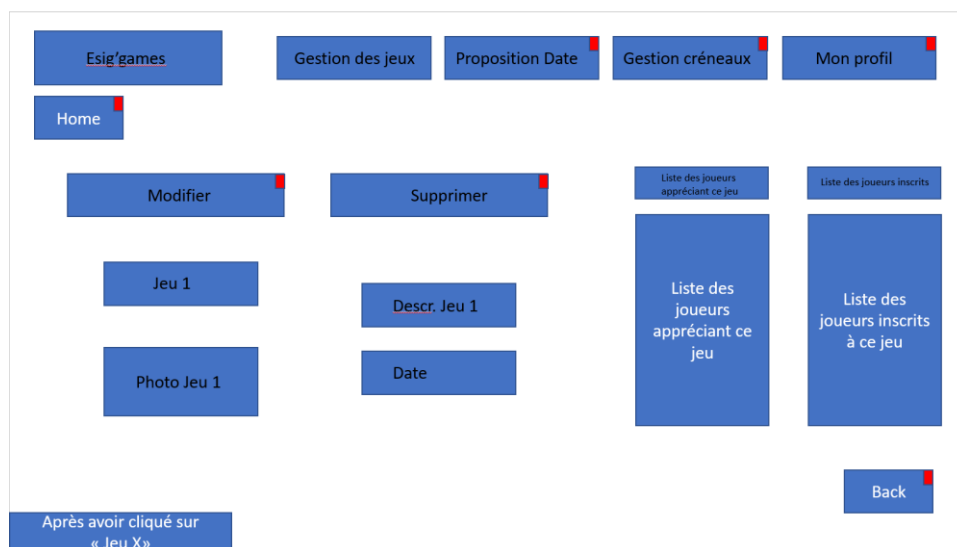 Esig'games
Gestion des jeux
Proposition Date
Gestion créneaux
Mon profil
Home
Modifier
Supprimer
Liste des joueurs
appréciant ce jeu
Liste des joueurs inscrits
Jeu 1
Descr. Jeu 1
Liste des
joueurs
appréciant ce
jeu
Liste des
joueurs inscrits
à ce jeu
Photo Jeu 1
Date
Back
Après avoir cliqué sur
« Jeu X»